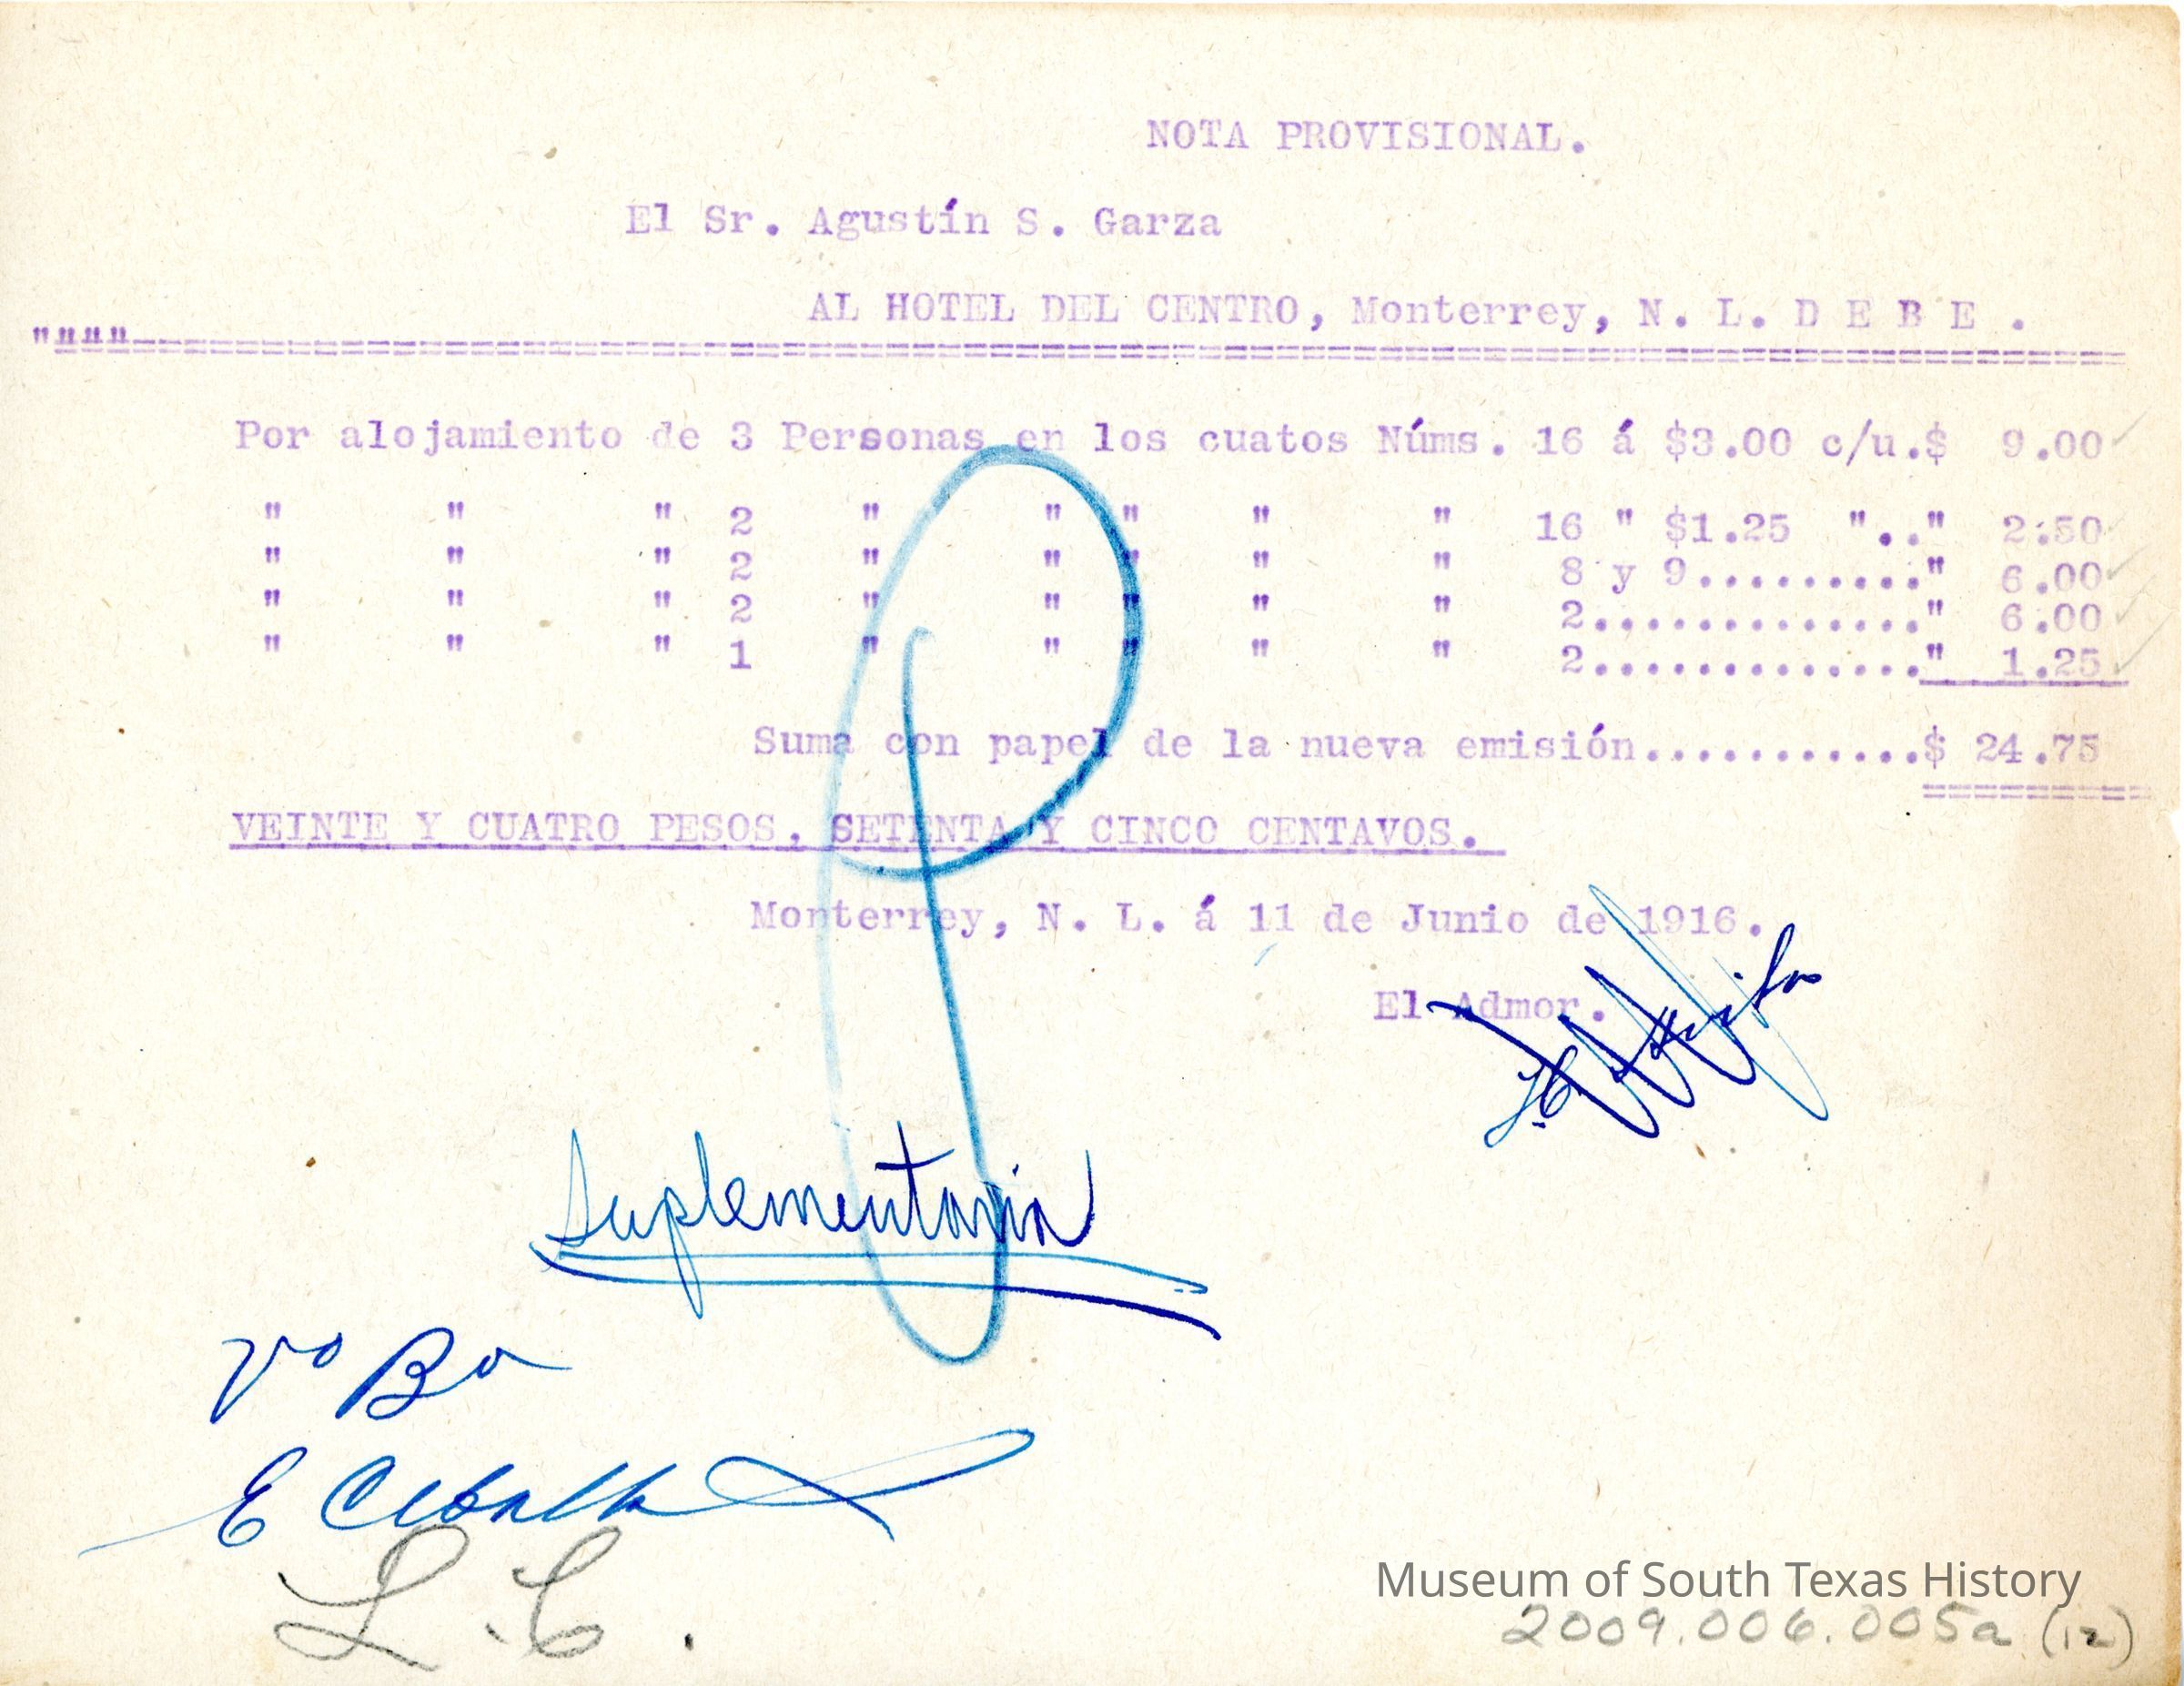 NOTA PROVISIONAL.
El Sr. Agustín S. Garza
AL HOTEL DEL CENTRO, Monterrey, N. L. D E B E .
""""
Por alojamiento de 3 Personas en los cuatos Núms. 16 á $3.00 c/u.$ 9.00
" " " 2 " " " " " 16 " $1.25 ".." 2.50
" " " 2 " " " " " 8 y 9.........." 6.00
" " " 2 " " " " " 2.............." 6.00
" " " 1 " " " " " 2.............." 1.25
Suma con papel de la nueva emisión...........$ 24.75
VEINTE Y CUATRO PESOS, SETENTA Y CINCO CENTAVOS.
Monterrey, N. L. á 11 de Junio de 1916.
El Admor.
Suplementaria
Vo Bo
E
L. C.
Museum of South Texas History
2009.006.005a (12)